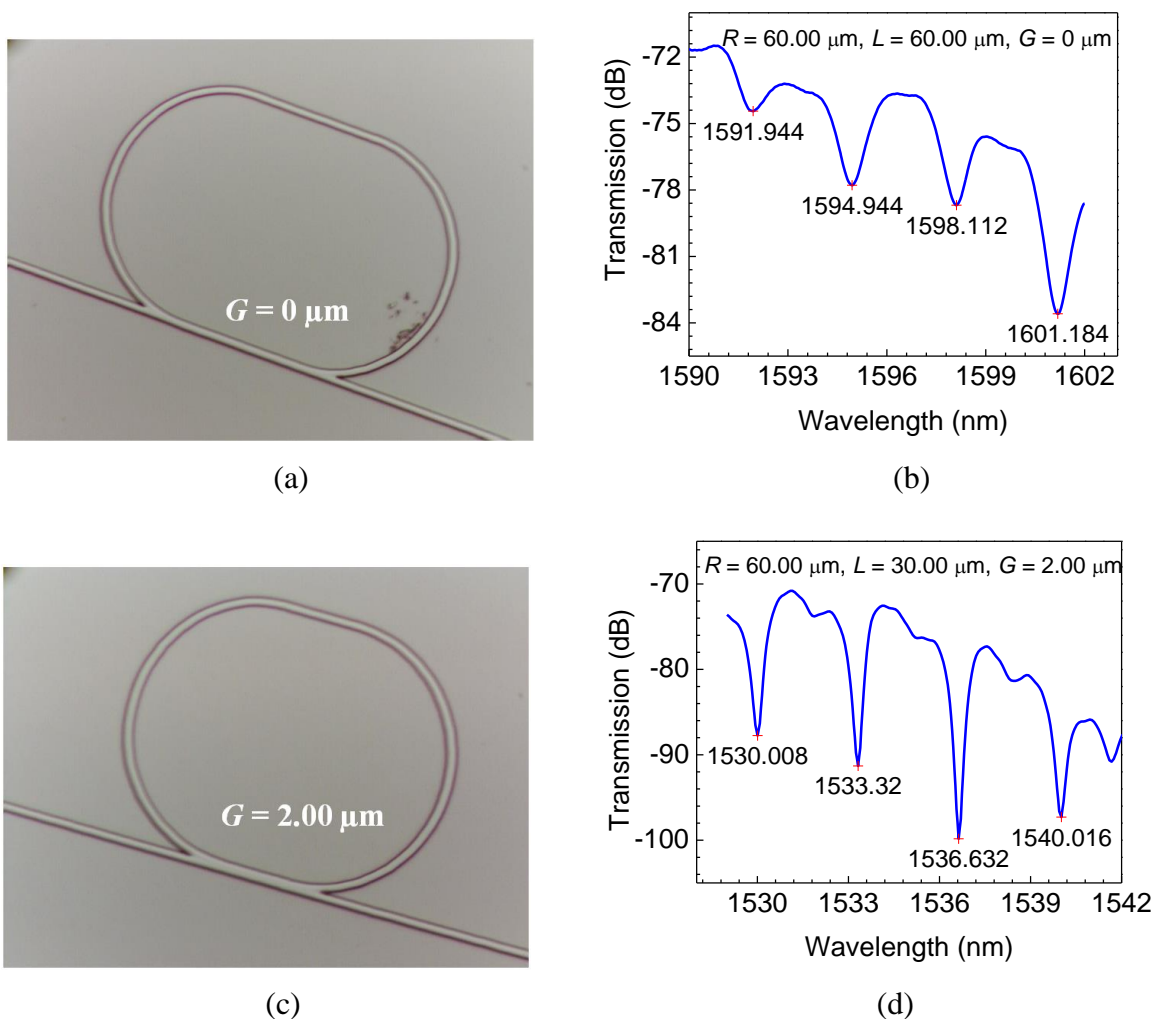 G = 0 μm
(a)
R = 60.00 μm, L = 60.00 μm, G = 0 μm
Transmission (dB)
-72
-75
-78
-81
-84
1591.944
1594.944
1598.112
1601.184
1590 1593 1596 1599 1602
Wavelength (nm)
(b)
G = 2.00 μm
(c)
R = 60.00 μm, L = 30.00 μm, G = 2.00 μm
Transmission (dB)
-70
-80
-90
-100
1530.008
1533.32
1536.632
1540.016
1530 1533 1536 1539 1542
Wavelength (nm)
(d)